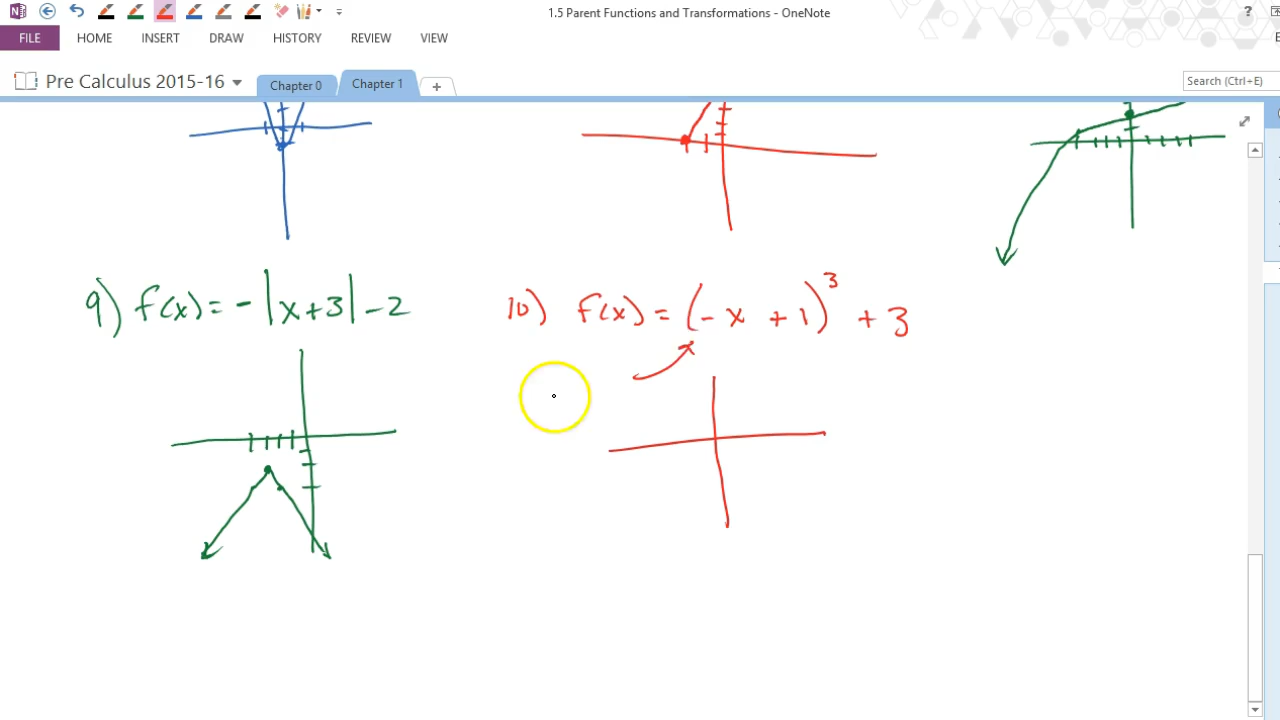 1.5 Parent Functions and Transformations - OneNote
?
FILE HOME INSERT DRAW HISTORY REVIEW VIEW
Pre Calculus 2015-16 Chapter 0 Chapter 1 +
Search (Ctrl+E)
9) f(x) = -|x+3| -2
10) f(x) = (-x +1)³ +3